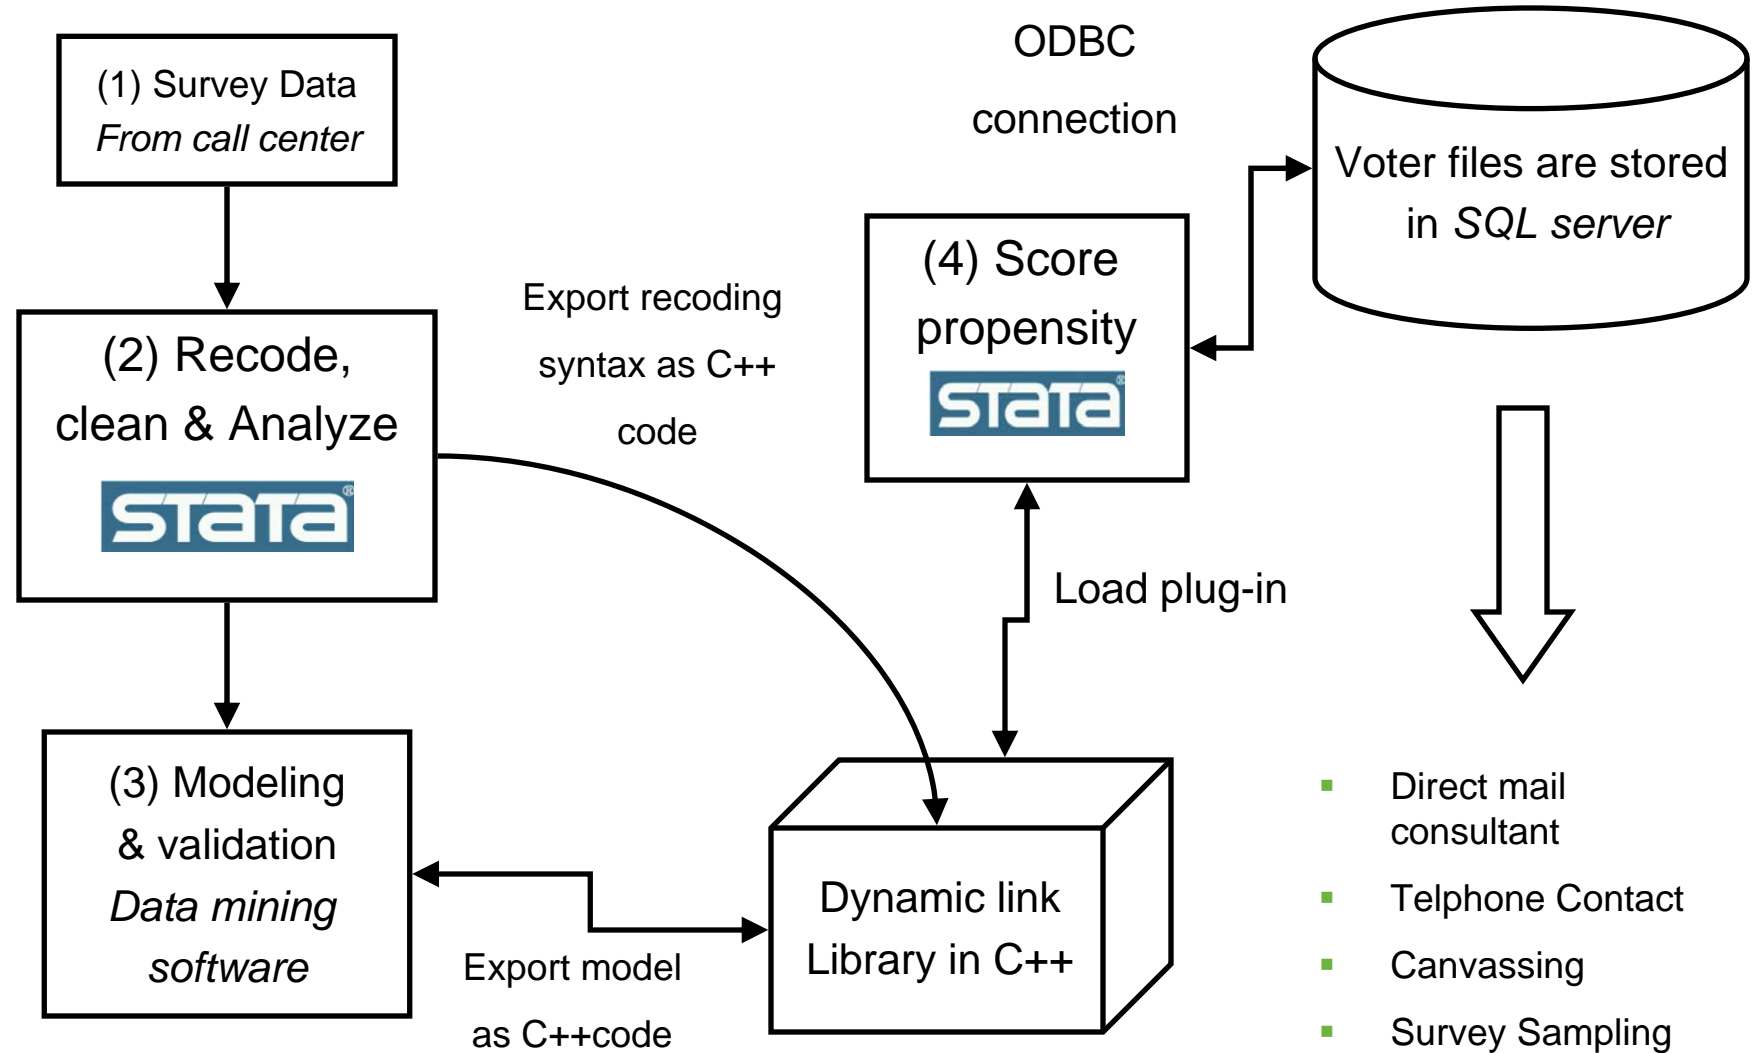 (1) Survey Data
From call center
(2) Recode,
clean & Analyze
STaTa®
(3) Modeling
& validation
Data mining
software
Export recoding
syntax as C++
code
Export model
as C++code
ODBC
connection
(4) Score
propensity
STaTa®
Load plug-in
Dynamic link
Library in C++
Voter files are stored
in SQL server
Direct mail
consultant
Telphone Contact
Canvassing
Survey Sampling